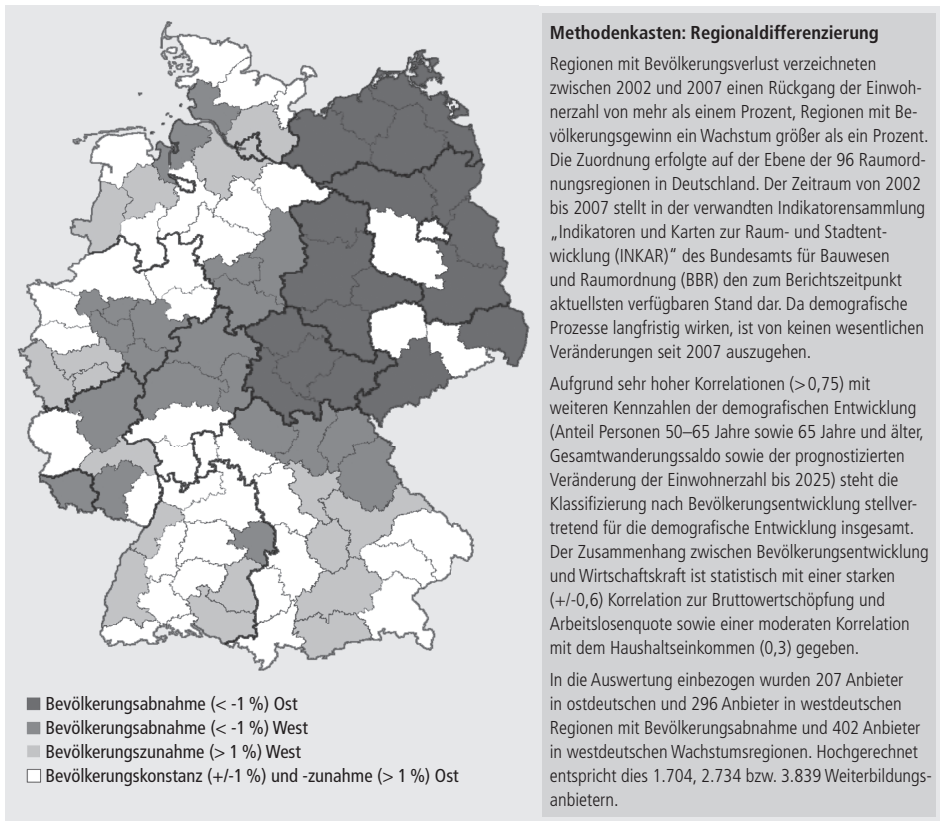 Methodenkasten: Regionaldifferenzierung
Regionen mit Bevölkerungsverlust verzeichneten
zwischen 2002 und 2007 einen Rückgang der Einwoh-
nerzahl von mehr als einem Prozent, Regionen mit Be-
völkerungsgewinn ein Wachstum größer als ein Prozent.
Die Zuordnung erfolgte auf der Ebene der 96 Raumord-
nungsregionen in Deutschland. Der Zeitraum von 2002
bis 2007 stellt in der verwandten Indikatorensammlung
„Indikatoren und Karten zur Raum- und Stadtent-
wicklung (INKAR)“ des Bundesamts für Bauwesen
und Raumordnung (BBR) den zum Berichtszeitpunkt
aktuellsten verfügbaren Stand dar. Da demografische
Prozesse langfristig wirken, ist von keinen wesentlichen
Veränderungen seit 2007 auszugehen.
Aufgrund sehr hoher Korrelationen (>0,75) mit
weiteren Kennzahlen der demografischen Entwicklung
(Anteil Personen 50–65 Jahre sowie 65 Jahre und älter,
Gesamtwanderungssaldo sowie der prognostizierten
Veränderung der Einwohnerzahl bis 2025) steht die
Klassifizierung nach Bevölkerungsentwicklung stellver-
tretend für die demografische Entwicklung insgesamt.
Der Zusammenhang zwischen Bevölkerungsentwicklung
und Wirtschaftskraft ist statistisch mit einer starken
(+/-0,6) Korrelation zur Bruttowertschöpfung und
Arbeitslosenquote sowie einer moderaten Korrelation
mit dem Haushaltseinkommen (0,3) gegeben.
In die Auswertung einbezogen wurden 207 Anbieter
in ostdeutschen und 296 Anbieter in westdeutschen
Regionen mit Bevölkerungsabnahme und 402 Anbieter
in westdeutschen Wachstumsregionen. Hochgerechnet
entspricht dies 1.704, 2.734 bzw. 3.839 Weiterbildungs-
anbietern.
Bevölkerungsabnahme (< -1 %) Ost
Bevölkerungsabnahme (< -1 %) West
Bevölkerungszunahme (> 1 %) West
Bevölkerungskonstanz (+/-1 %) und -zunahme (> 1 %) Ost